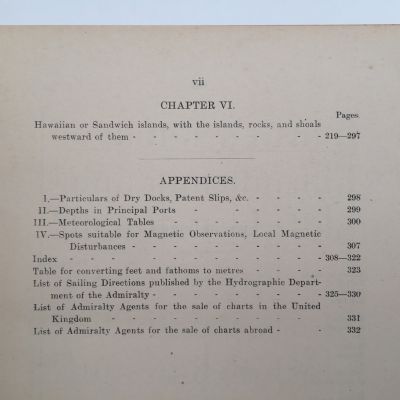 vii
CHAPTER VI.
Pages
Hawaiian or Sandwich islands, with the islands, rocks, and shoals
westward of them - - - - - - - - 219—297
APPENDICES.
I.—Particulars of Dry Docks, Patent Slips, &c. - - - - 298
II.—Depths in Principal Ports - - - - - - 299
III.—Meteorological Tables - - - - - - - 300
IV.—Spots suitable for Magnetic Observations, Local Magnetic
Disturbances - - - - - - - - 307
Index - - - - - - - - - - 308—322
Table for converting feet and fathoms to metres - - - - 323
List of Sailing Directions published by the Hydrographic Depart-
ment of the Admiralty - - - - - - - 325—330
List of Admiralty Agents for the sale of charts in the United
Kingdom - - - - - - - - - 331
List of Admiralty Agents for the sale of charts abroad - - 332